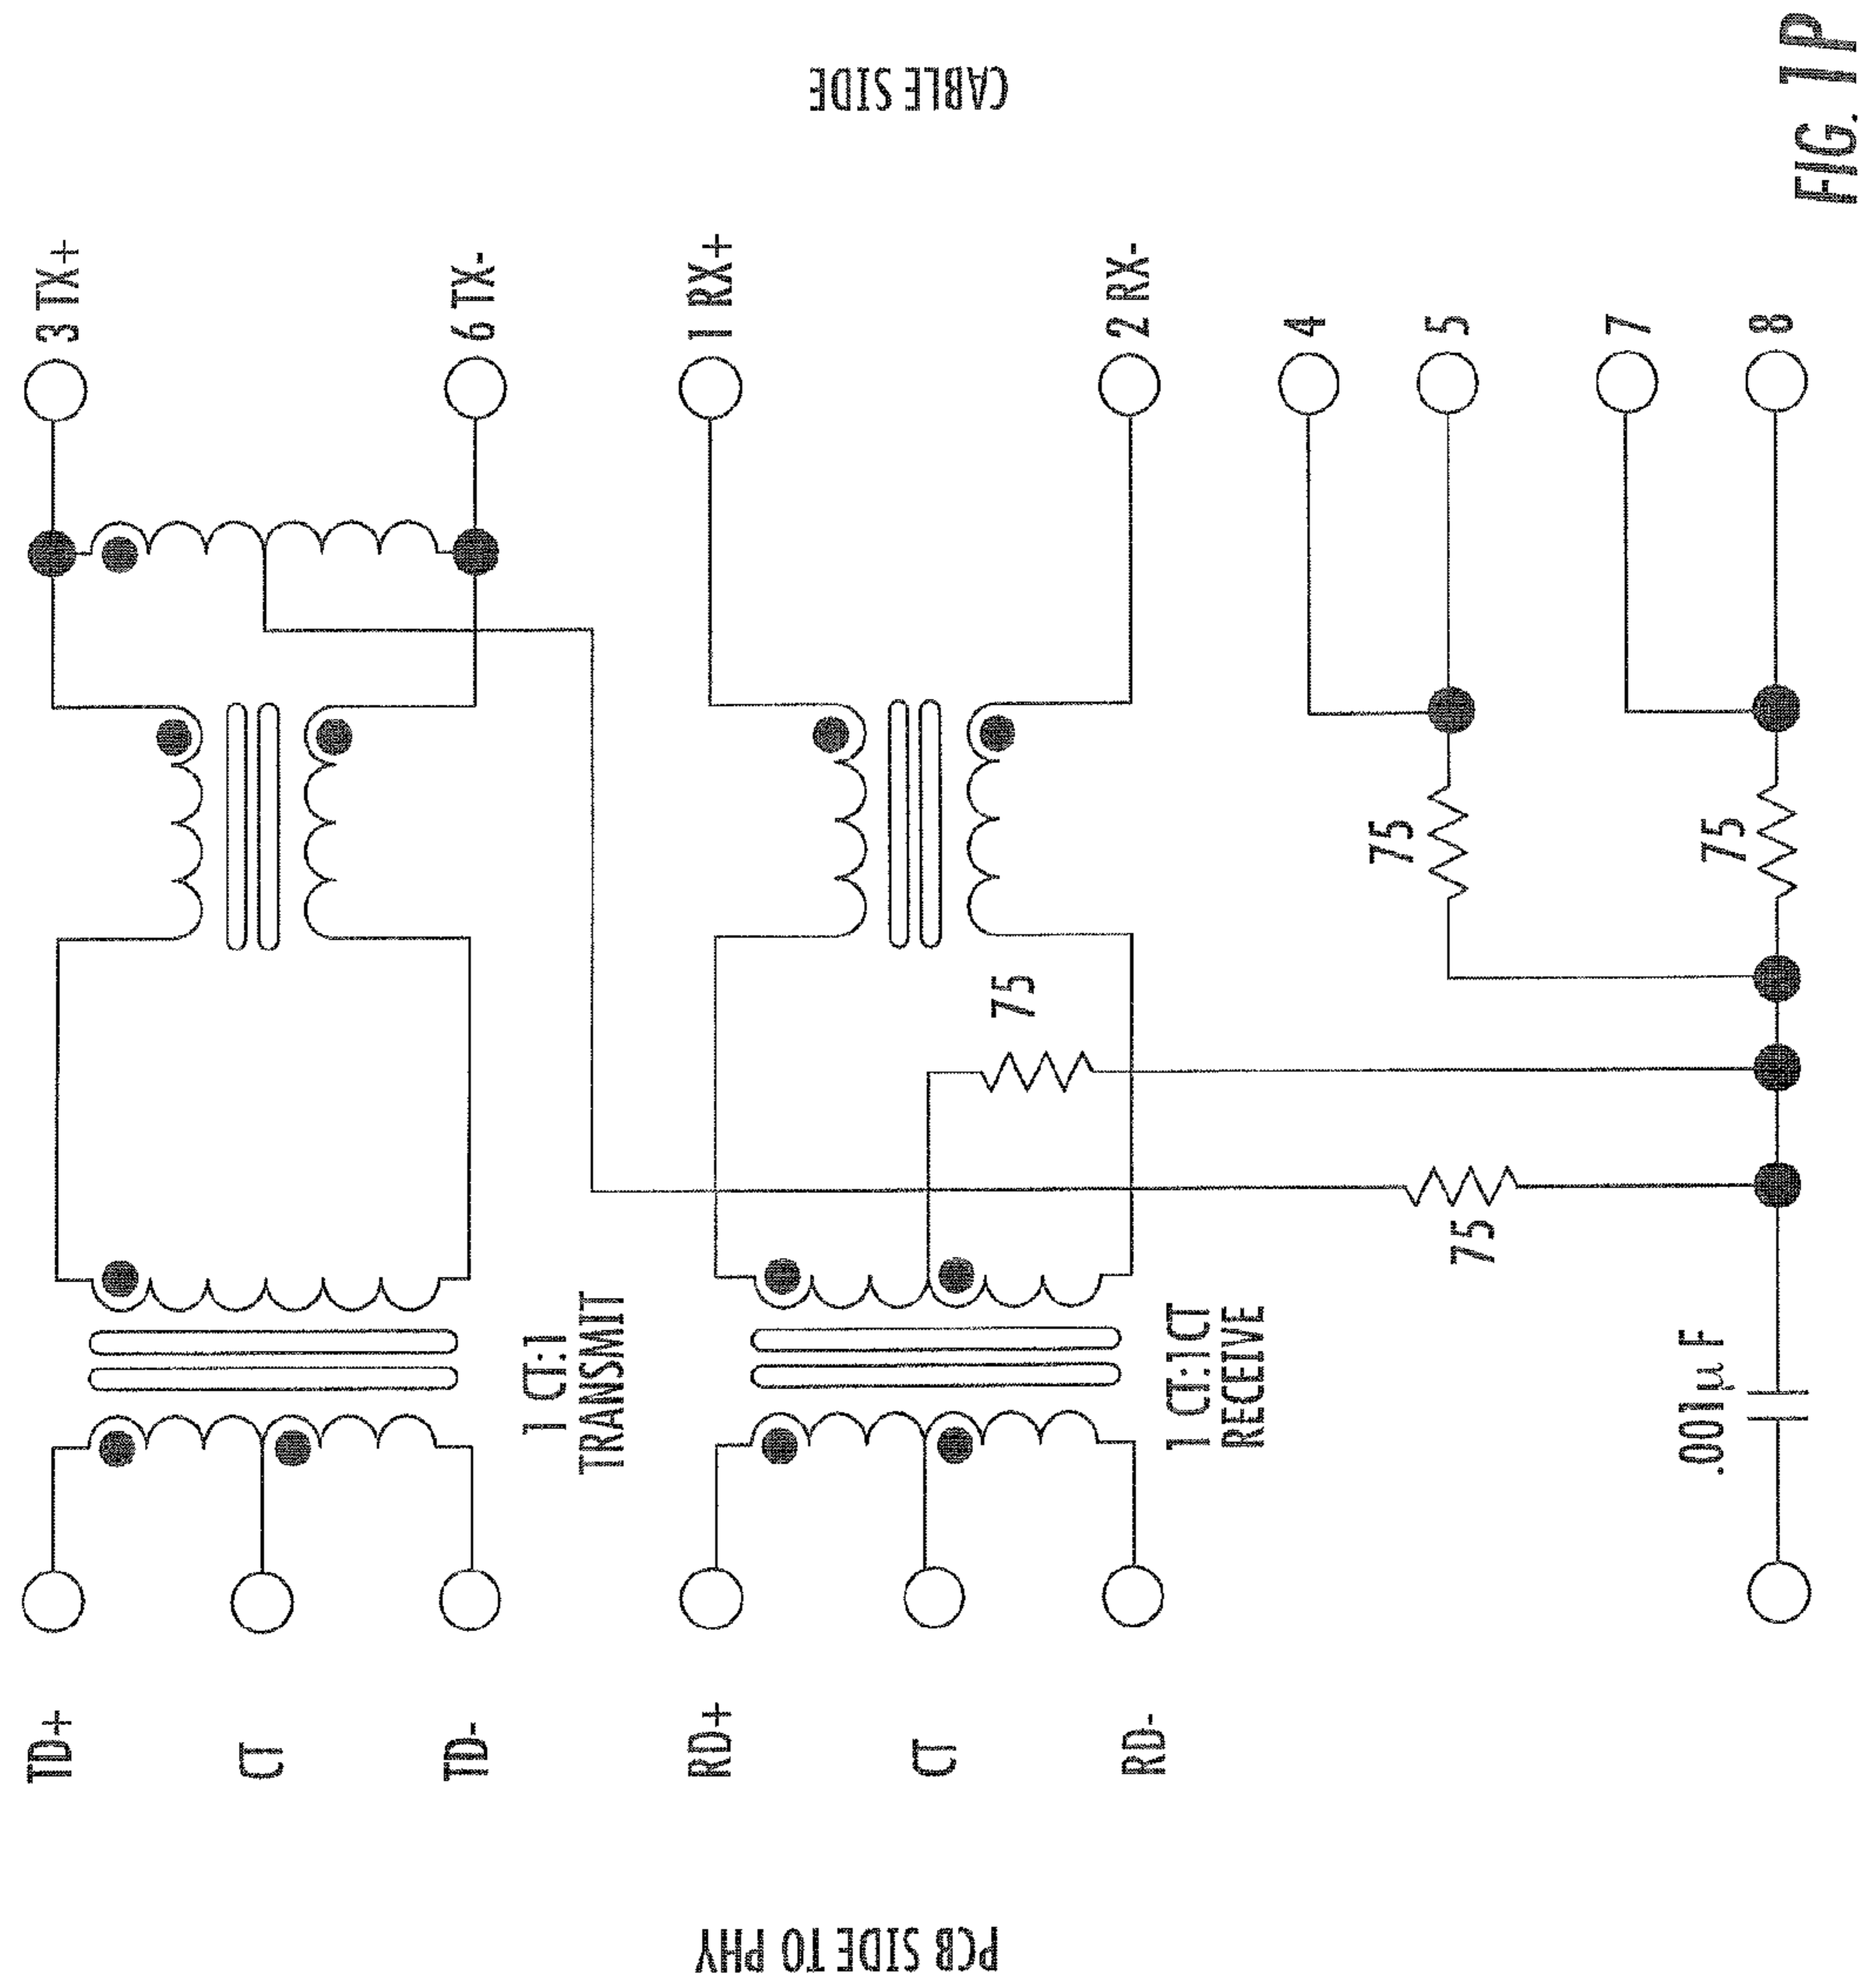 TD+
CT
TD-
1 CT:1
TRANSMIT
3 TX+
6 TX-
RD+
CT
RD-
1 CT:1CT
RECEIVE
75
1 RX+
2 RX-
75
75
75
4
5
7
8
.001µF
PCB SIDE TO PHY
CABLE SIDE
FIG. 1P